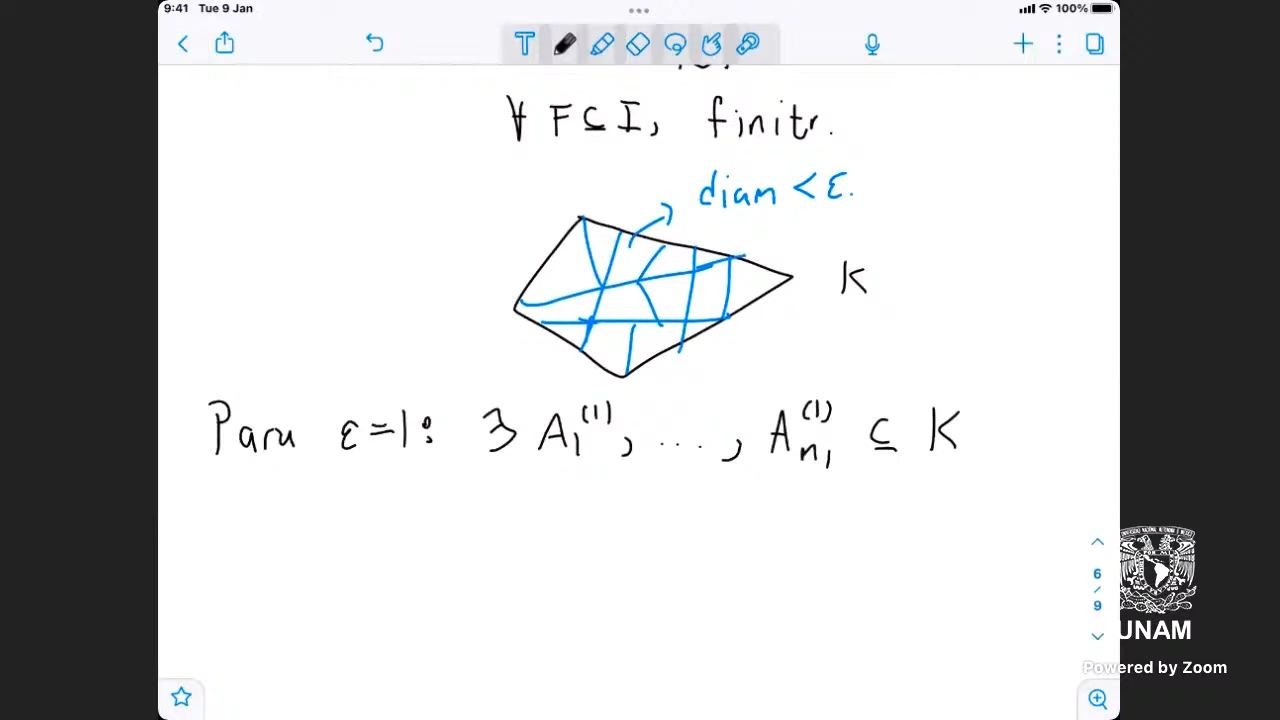 9:41 Tue 9 Jan
100%
∀ F ⊆ I, finitr.
diam < ε.
K
Para ε=1: ∃ A₁⁽¹⁾, ..., Aₙ₁⁽¹⁾ ⊆ K
6
9
UNAM
Powered by Zoom